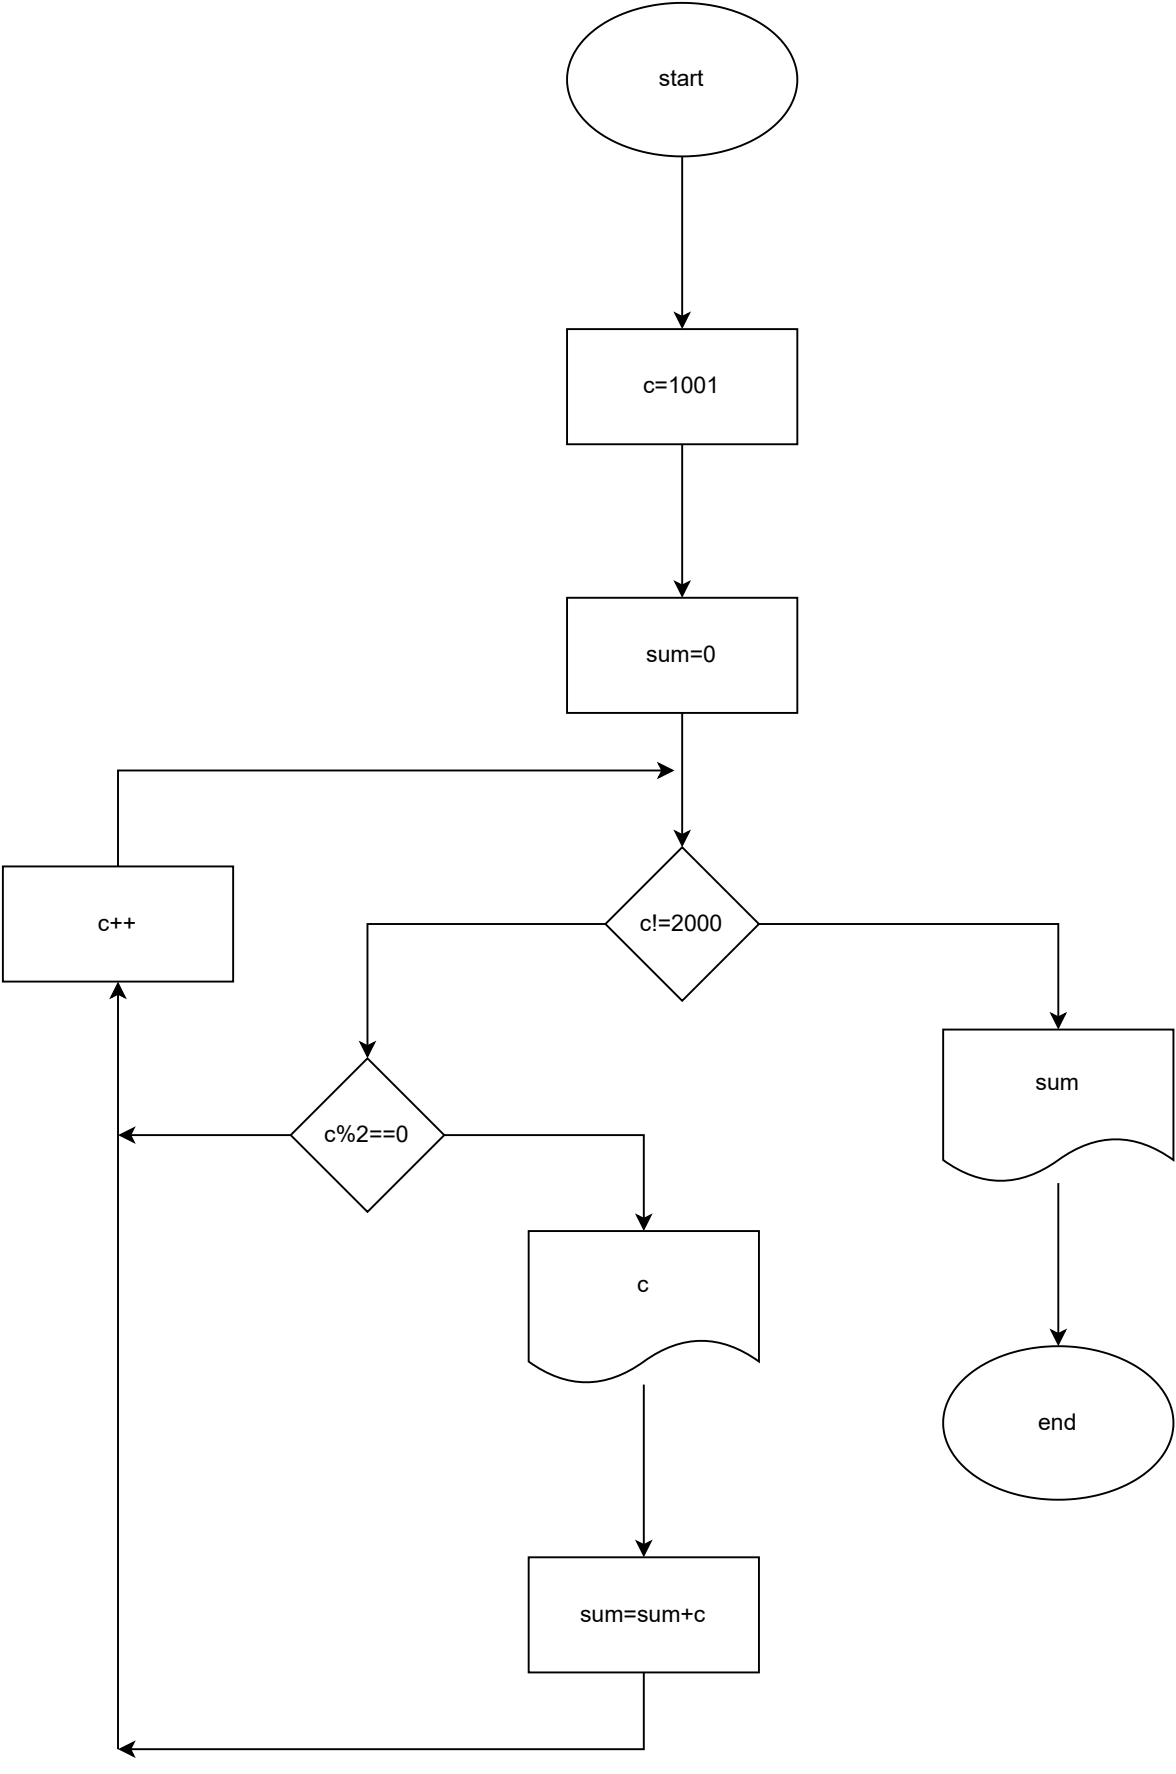 start
c=1001
sum=0
c++
c!=2000
sum
c%2==0
c
end
sum=sum+c